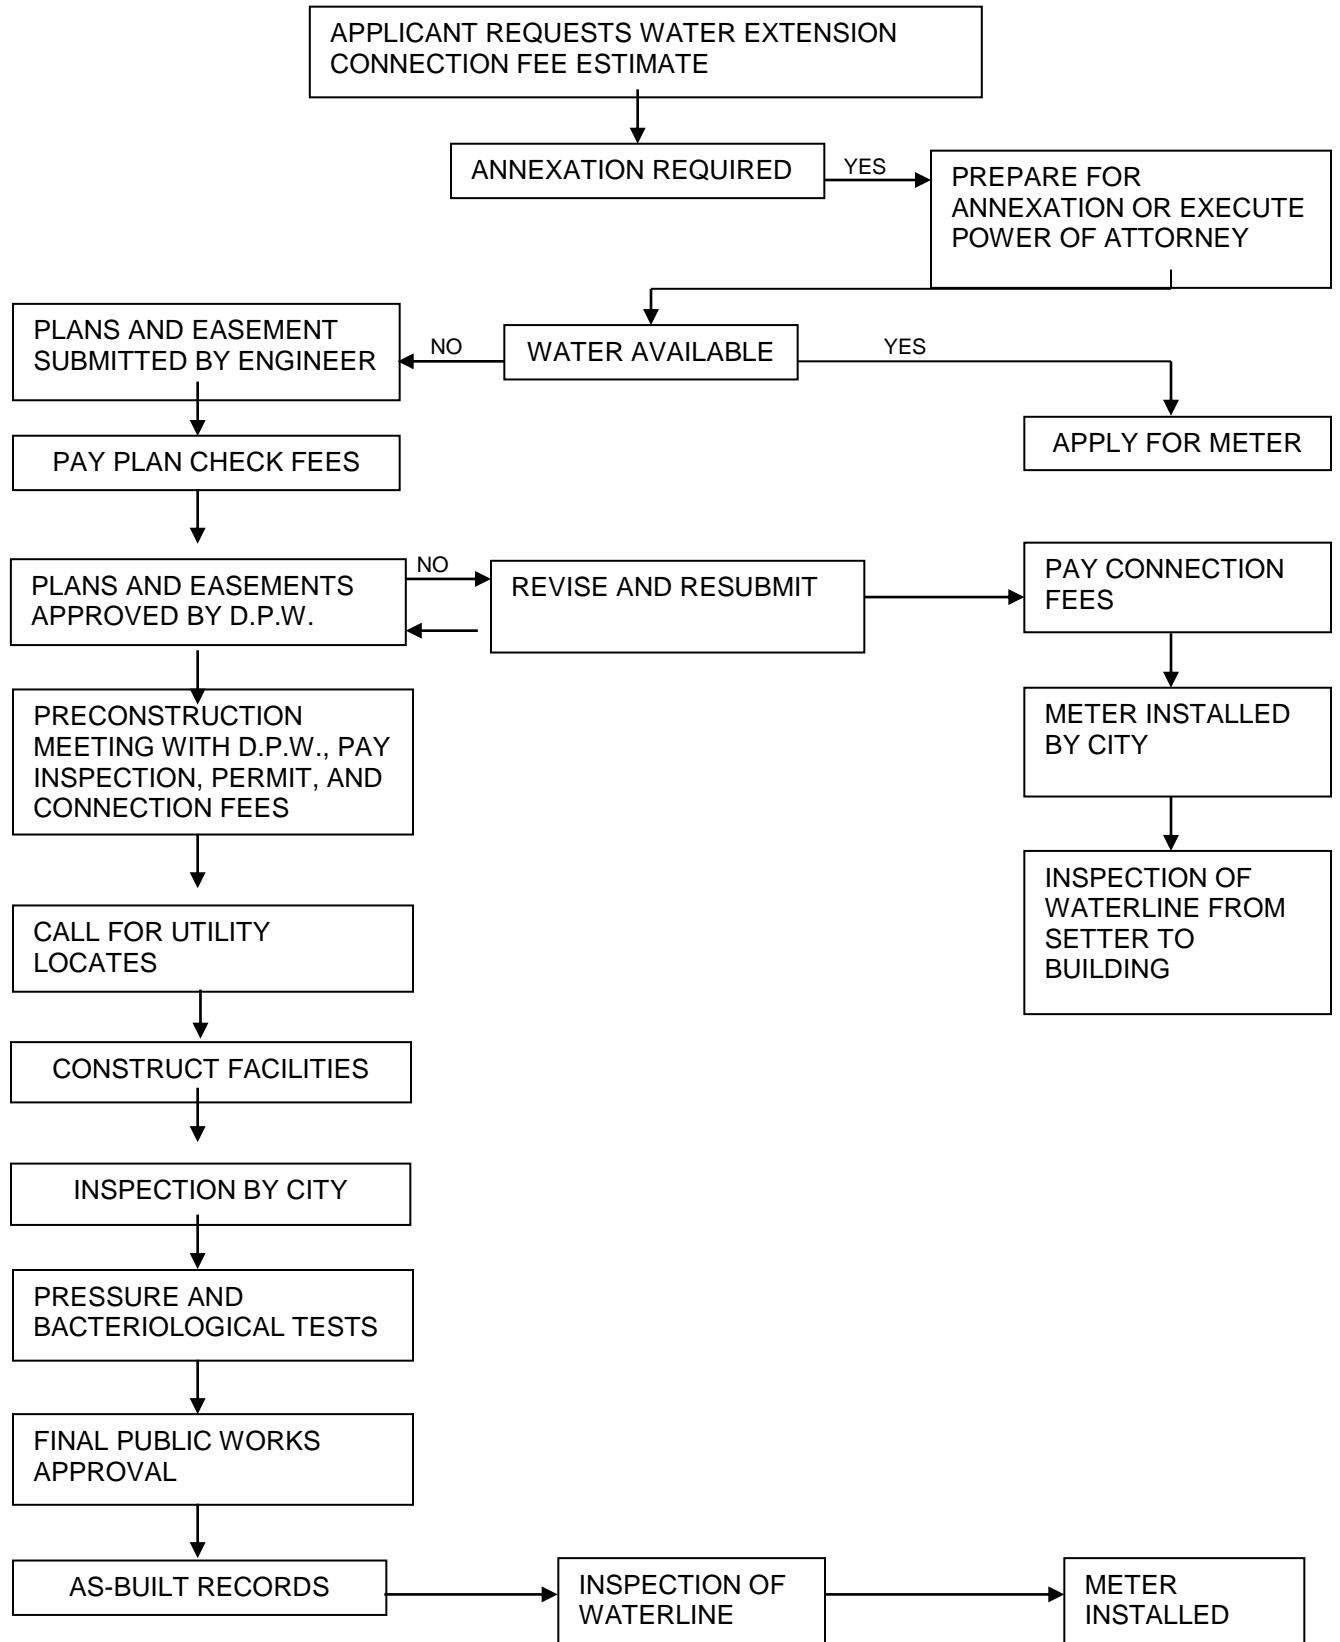 APPLICANT REQUESTS WATER EXTENSION
CONNECTION FEE ESTIMATE
ANNEXATION REQUIRED
YES
PREPARE FOR
ANNEXATION OR EXECUTE
POWER OF ATTORNEY
PLANS AND EASEMENT
SUBMITTED BY ENGINEER
NO
WATER AVAILABLE
YES
PAY PLAN CHECK FEES
APPLY FOR METER
PLANS AND EASEMENTS
APPROVED BY D.P.W.
NO
REVISE AND RESUBMIT
PAY CONNECTION
FEES
PRECONSTRUCTION
MEETING WITH D.P.W., PAY
INSPECTION, PERMIT, AND
CONNECTION FEES
METER INSTALLED
BY CITY
CALL FOR UTILITY
LOCATES
INSPECTION OF
WATERLINE FROM
SETTER TO
BUILDING
CONSTRUCT FACILITIES
INSPECTION BY CITY
PRESSURE AND
BACTERIOLOGICAL TESTS
FINAL PUBLIC WORKS
APPROVAL
AS-BUILT RECORDS
INSPECTION OF
WATERLINE
METER
INSTALLED